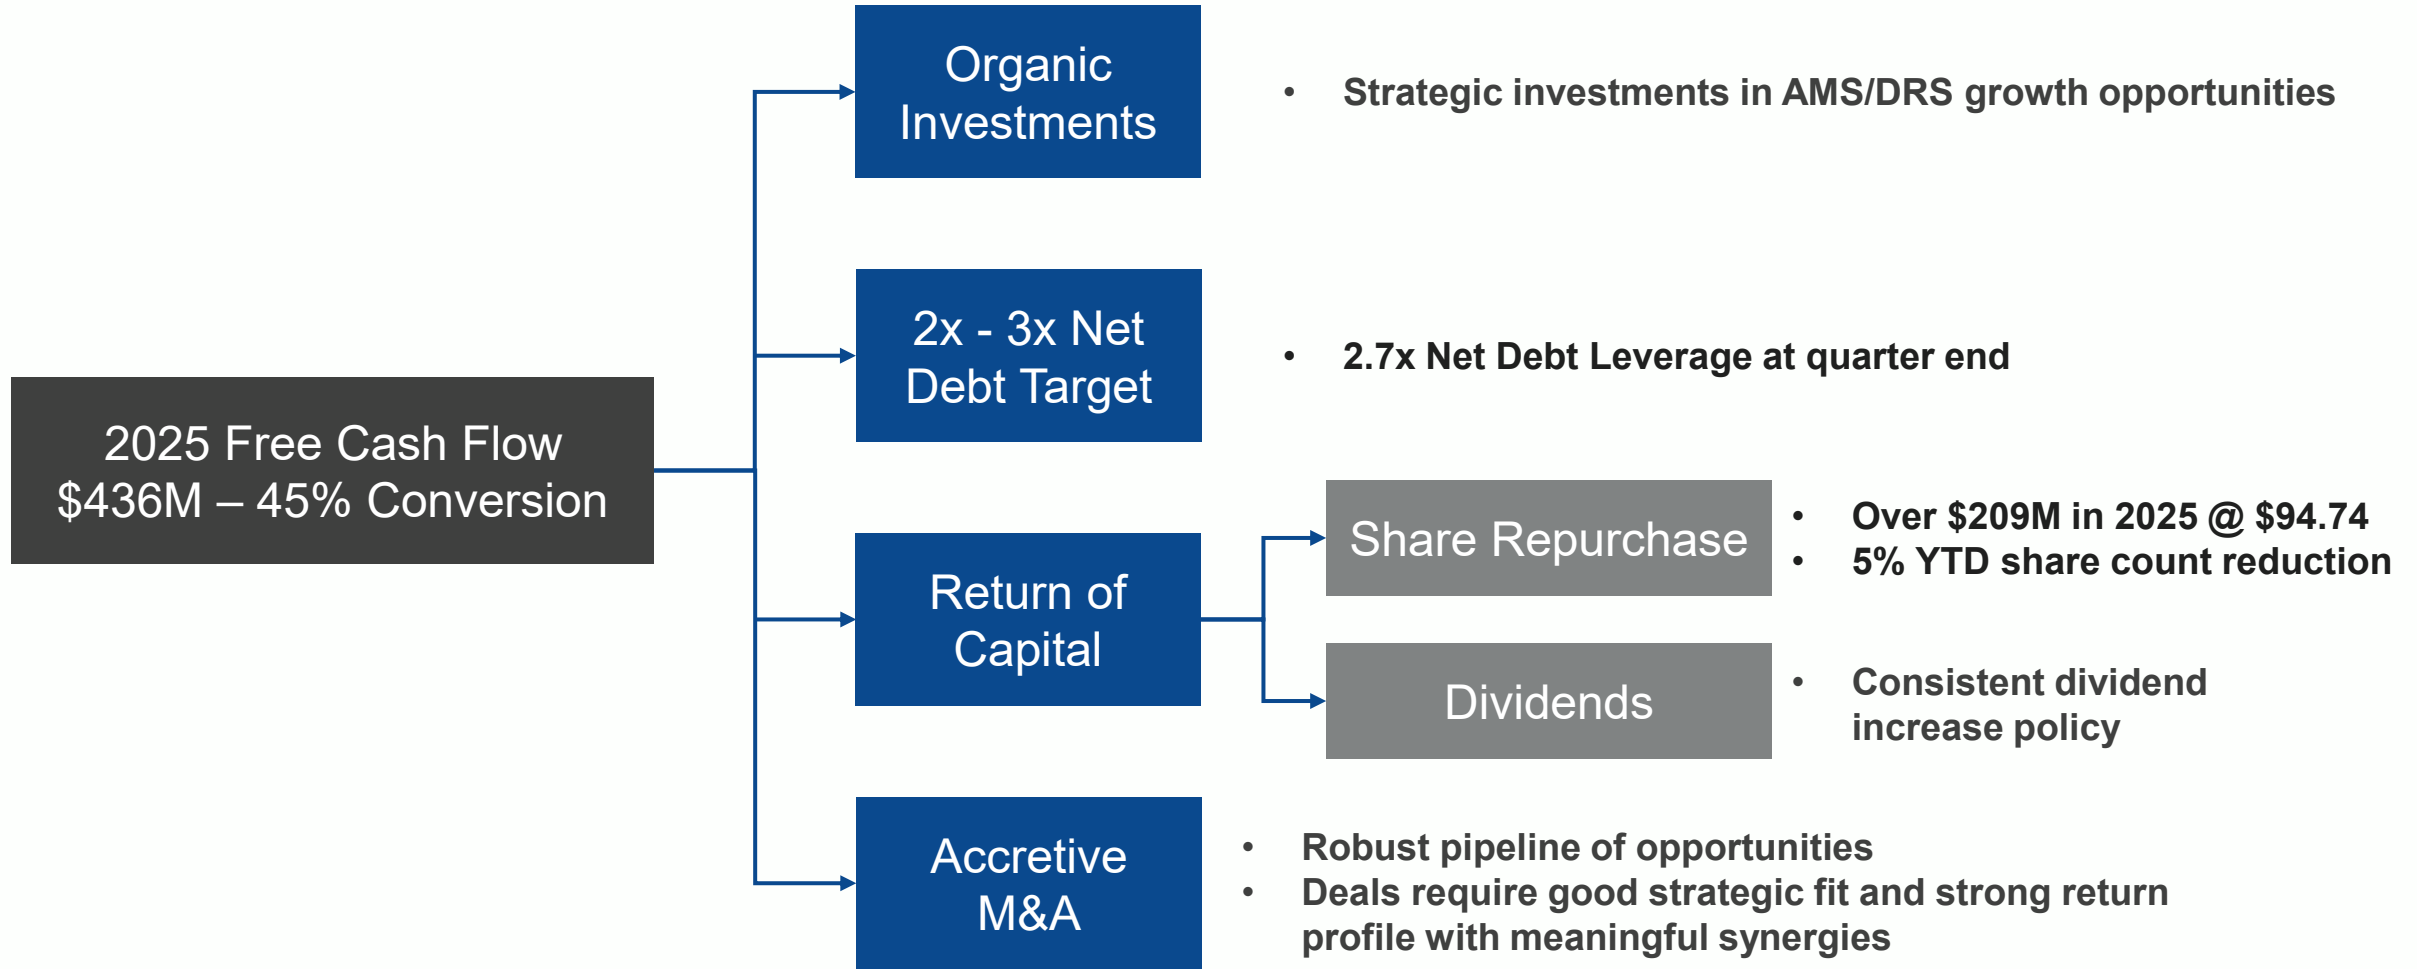 Organic
Investments
• Strategic investments in AMS/DRS growth opportunities
2x - 3x Net
Debt Target
• 2.7x Net Debt Leverage at quarter end
2025 Free Cash Flow
$436M – 45% Conversion
Return of
Capital
Share Repurchase
• Over $209M in 2025 @ $94.74
• 5% YTD share count reduction
Dividends
• Consistent dividend
increase policy
Accretive
M&A
• Robust pipeline of opportunities
• Deals require good strategic fit and strong return
profile with meaningful synergies